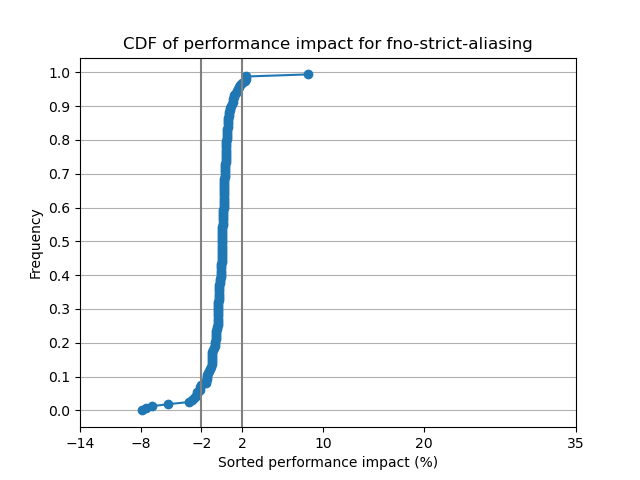 CDF of performance impact for fno-strict-aliasing
1.0
0.9
0.8
0.7
0.6
0.5
0.4
0.3
0.2
0.1
0.0
Frequency
−14 −8 −2 2 10 20 35
Sorted performance impact (%)